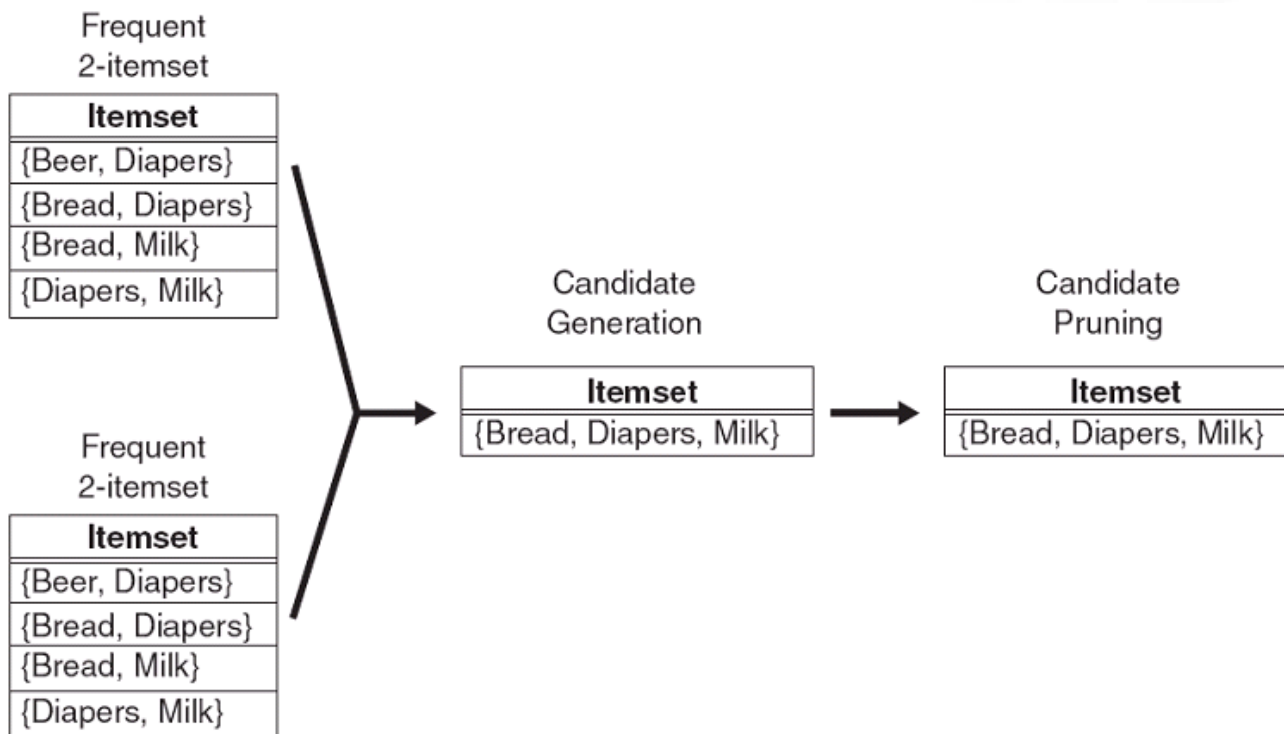 Frequent
2-itemset
Itemset
{Beer, Diapers}
{Bread, Diapers}
{Bread, Milk}
{Diapers, Milk}
Candidate
Generation
Itemset
{Bread, Diapers, Milk}
Candidate
Pruning
Itemset
{Bread, Diapers, Milk}
Frequent
2-itemset
Itemset
{Beer, Diapers}
{Bread, Diapers}
{Bread, Milk}
{Diapers, Milk}